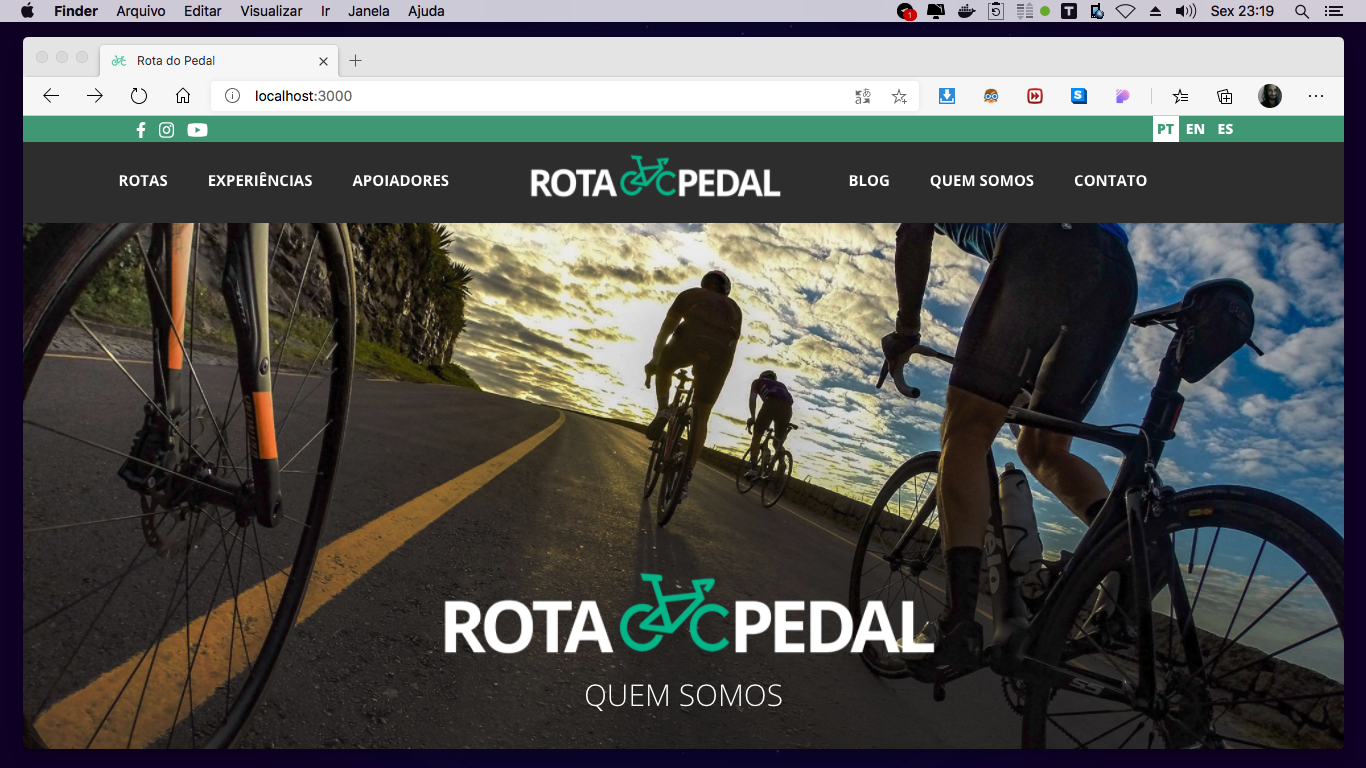 Finder Arquivo Editar Visualizar Ir Janela Ajuda 1 T Sex 23:19
Rota do Pedal
localhost:3000
PT EN ES
ROTAS EXPERIÊNCIAS APOIADORES ROTA PEDAL BLOG QUEM SOMOS CONTATO
ROTA PEDAL
QUEM SOMOS